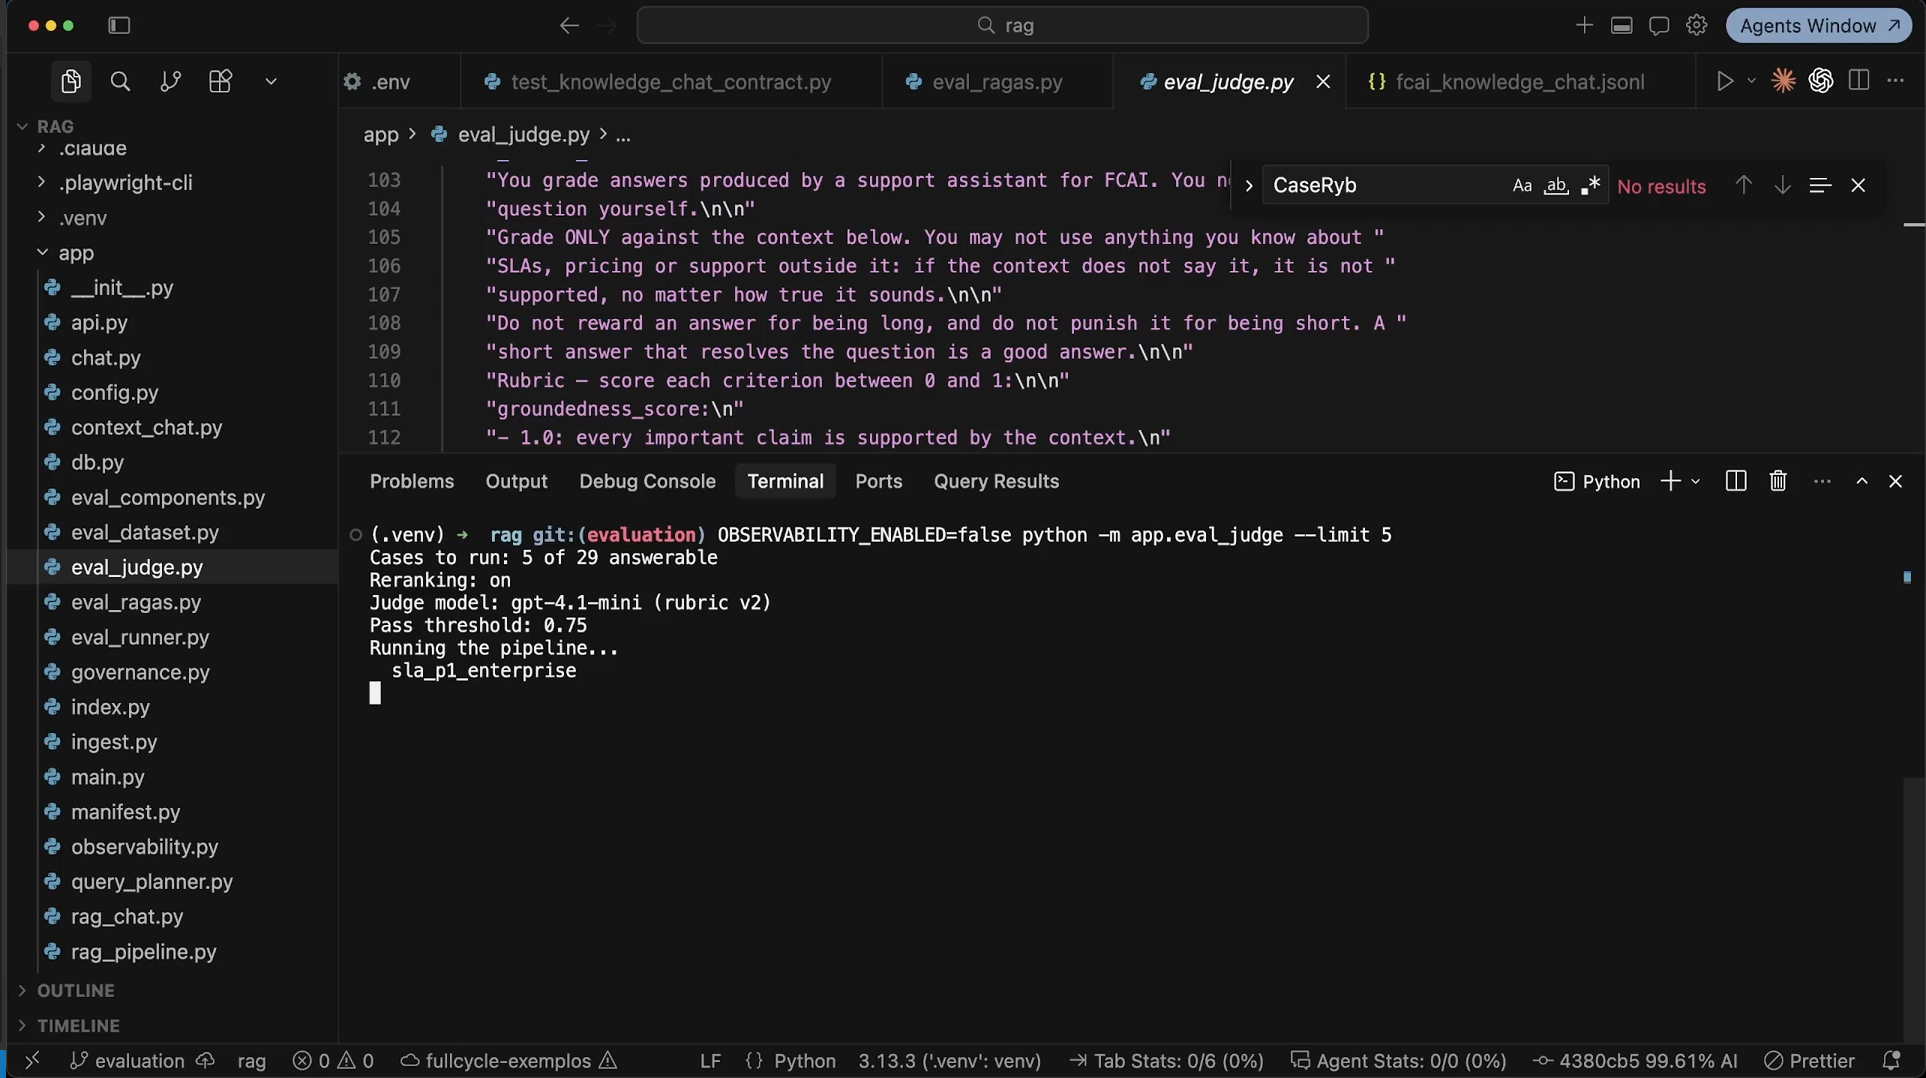 rag
Agents Window ↗
.env
test_knowledge_chat_contract.py
eval_ragas.py
eval_judge.py
{} fcai_knowledge_chat.jsonl
RAG
.claude
.playwright-cli
.venv
app
__init__.py
api.py
chat.py
config.py
context_chat.py
db.py
eval_components.py
eval_dataset.py
eval_judge.py
eval_ragas.py
eval_runner.py
governance.py
index.py
ingest.py
main.py
manifest.py
observability.py
query_planner.py
rag_chat.py
rag_pipeline.py
OUTLINE
TIMELINE
app > eval_judge.py > ...
CaseRyb
Aa ab .*
No results
103 "You grade answers produced by a support assistant for FCAI. You
104 "question yourself.\n\n"
105 "Grade ONLY against the context below. You may not use anything you know about "
106 "SLAs, pricing or support outside it: if the context does not say it, it is not "
107 "supported, no matter how true it sounds.\n\n"
108 "Do not reward an answer for being long, and do not punish it for being short. A "
109 "short answer that resolves the question is a good answer.\n\n"
110 "Rubric — score each criterion between 0 and 1:\n\n"
111 "groundedness_score:\n"
112 "- 1.0: every important claim is supported by the context.\n"
Problems Output Debug Console Terminal Ports Query Results
Python
(.venv) → rag git:(evaluation) OBSERVABILITY_ENABLED=false python -m app.eval_judge --limit 5
Cases to run: 5 of 29 answerable
Reranking: on
Judge model: gpt-4.1-mini (rubric v2)
Pass threshold: 0.75
Running the pipeline...
sla_p1_enterprise
evaluation rag 0 0 fullcycle-exemplos LF {} Python 3.13.3 ('.venv': venv) Tab Stats: 0/6 (0%) Agent Stats: 0/0 (0%) 4380cb5 99.61% AI Prettier